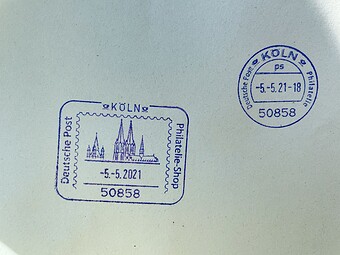 KÖLN
Deutsche Post
Philatelie-Shop
-5.-5.2021
50858
KÖLN
ps
Deutsche Post
Philatelie
-5.-5.21-18
50858